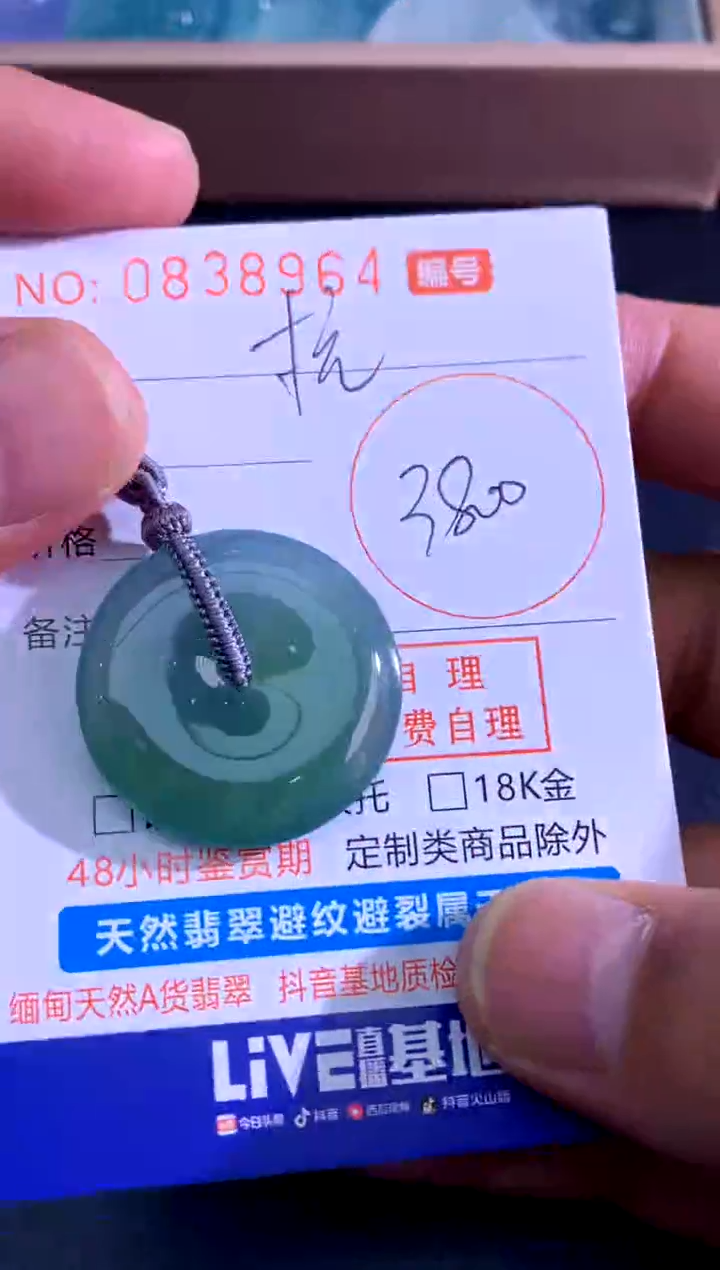 NO: 0838964 编号
3800
价格
备注
自理
费自理
托 □18K金
48小时鉴赏期 定制类商品除外
天然翡翠避纹避裂属
缅甸天然A货翡翠 抖音基地质检
LiVE直播基地
今日头条 抖音 西瓜视频 抖音火山版